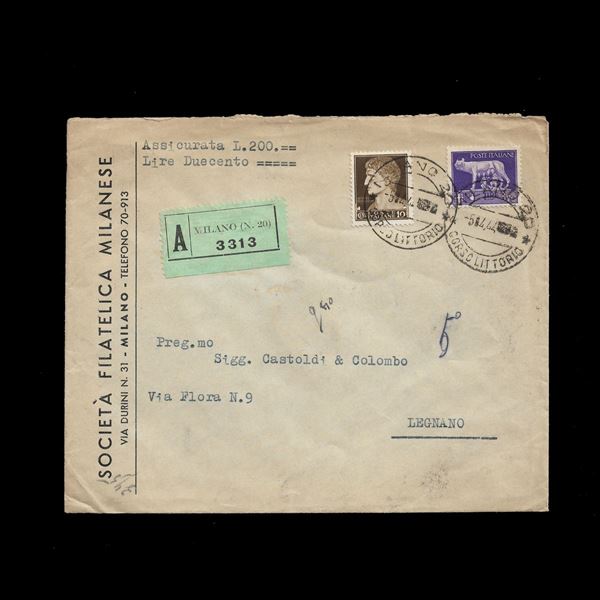 SOCIETÀ FILATELICA MILANESE
VIA DURINI N. 31 - MILANO - TELEFONO 70-913
Assicurata L.200.==
Lire Duecento =====
A
MILANO (N. 20)
3313
POSTE ITALIANE
10
CORSO LITTORIO
CORSO LITTORIO
Preg.mo
Sigg. Castoldi & Colombo
Via Flora N.9
LEGNANO